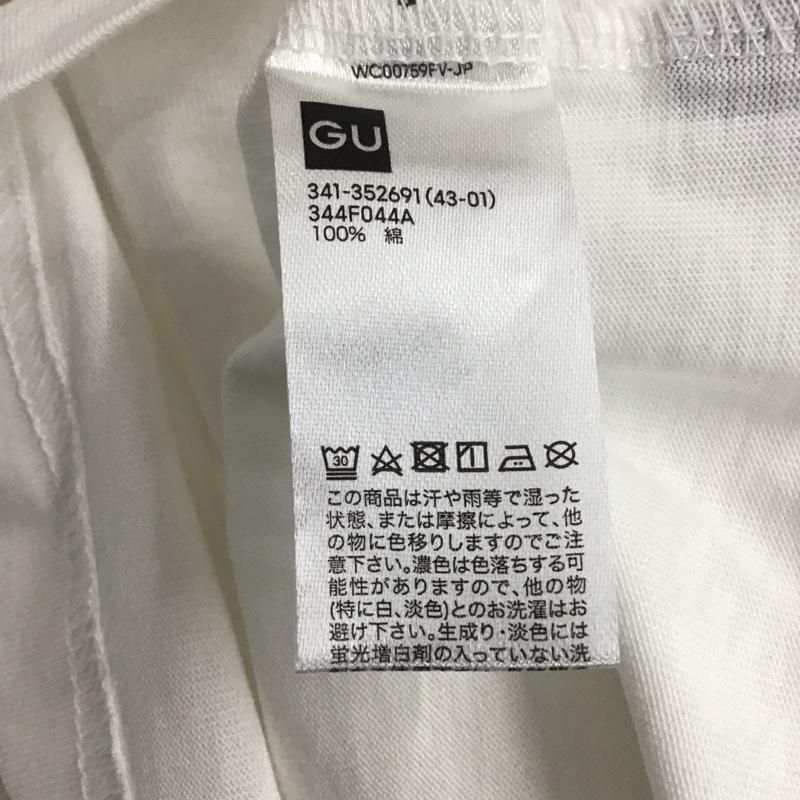 WC00759FV-JP
GU
341-352691(43-01)
344F044A
100% 綿
30
この商品は汗や雨等で湿った
状態、または摩擦によって、他
の物に色移りしますのでご注
意下さい。濃色は色落ちする可
能性がありますので、他の物
(特に白、淡色)とのお洗濯はお
避け下さい。生成り・淡色には
蛍光増白剤の入っていない洗